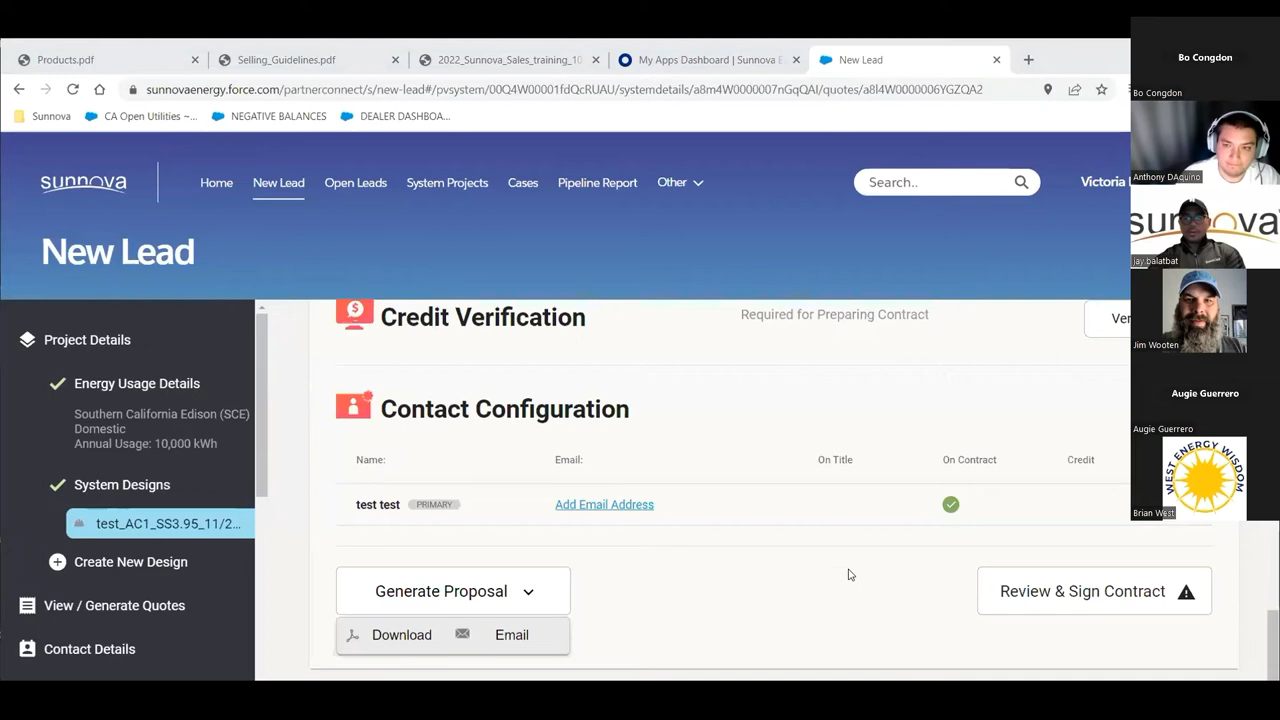 Products.pdf
Selling_Guidelines.pdf
2022_Sunnova_Sales_training_10
My Apps Dashboard | Sunnova E
New Lead
sunnovaenergy.force.com/partnerconnect/s/new-lead#/pvsystem/00Q4W00001fdQcRUAU/systemdetails/a8m4W0000007nGqQAI/quotes/a8l4W0000006YGZQA2
Sunnova
CA Open Utilities ~...
NEGATIVE BALANCES
DEALER DASHBOA...
sunnova
Home
New Lead
Open Leads
System Projects
Cases
Pipeline Report
Other
Search..
Victoria
New Lead
Project Details
Energy Usage Details
Southern California Edison (SCE)
Domestic
Annual Usage: 10,000 kWh
System Designs
test_AC1_SS3.95_11/2...
Create New Design
View / Generate Quotes
Contact Details
Credit Verification
Required for Preparing Contract
Ver
Contact Configuration
Name:
Email:
On Title
On Contract
Credit
test test
PRIMARY
Add Email Address
Generate Proposal
Download
Email
Review & Sign Contract
Bo Congdon
Bo Congdon
Anthony DAquino
sunnova
jay.balatbat
Jim Wooten
Augie Guerrero
Augie Guerrero
WEST ENERGY WISDOM
Brian West